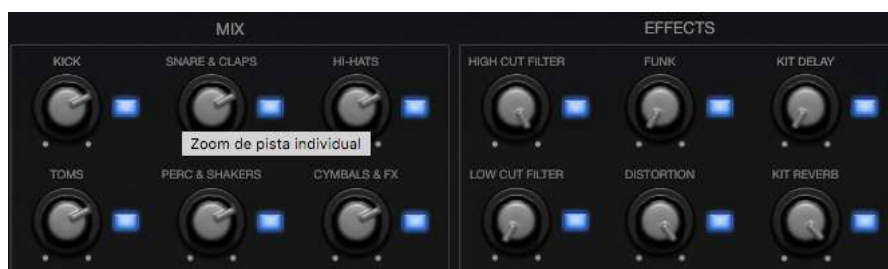 MIX
EFFECTS
KICK
SNARE & CLAPS
HI-HATS
HIGH CUT FILTER
FUNK
KIT DELAY
Zoom de pista individual
TOMS
PERC & SHAKERS
CYMBALS & FX
LOW CUT FILTER
DISTORTION
KIT REVERB